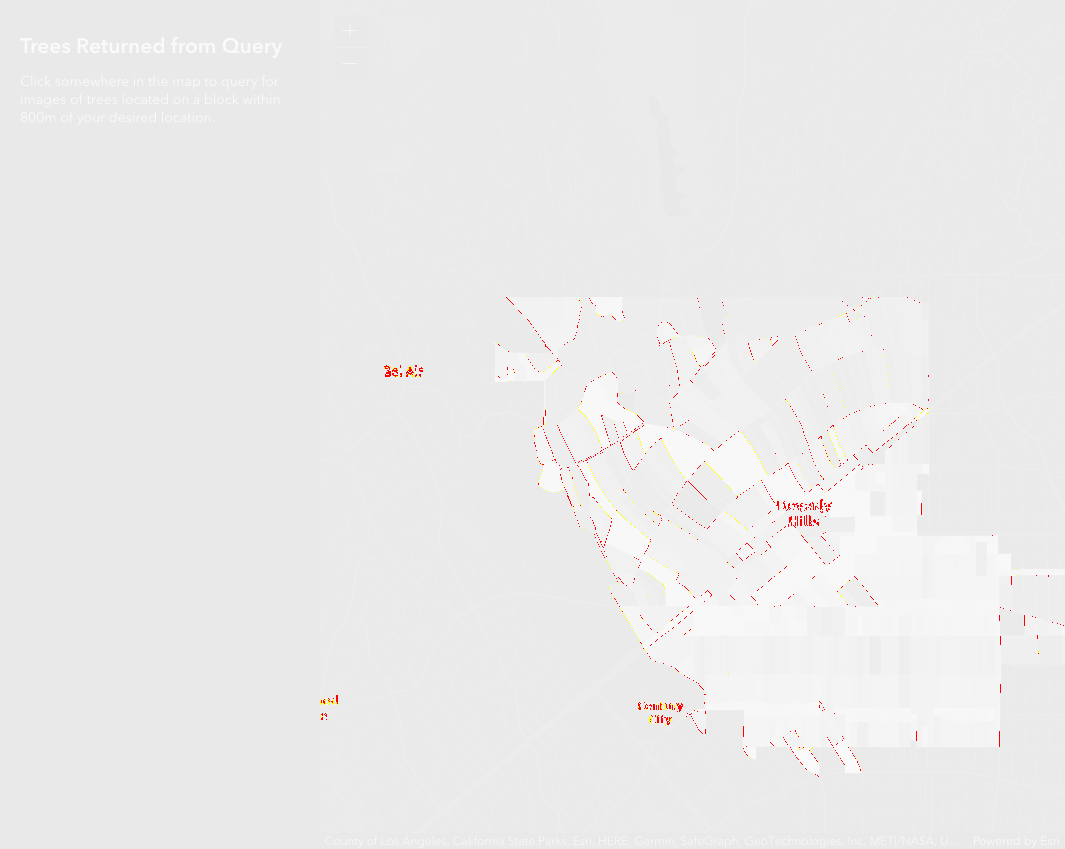 Trees Returned from Query
+
Click somewhere in the map to query for
images of trees located on a block within
800m of your desired location.
Bel Air
Beverly
Hills
Century
City
County of Los Angeles, California State Parks, Esri, HERE, Garmin, SafeGraph, GeoTechnologies, Inc, METI/NASA, U... Powered by Esri